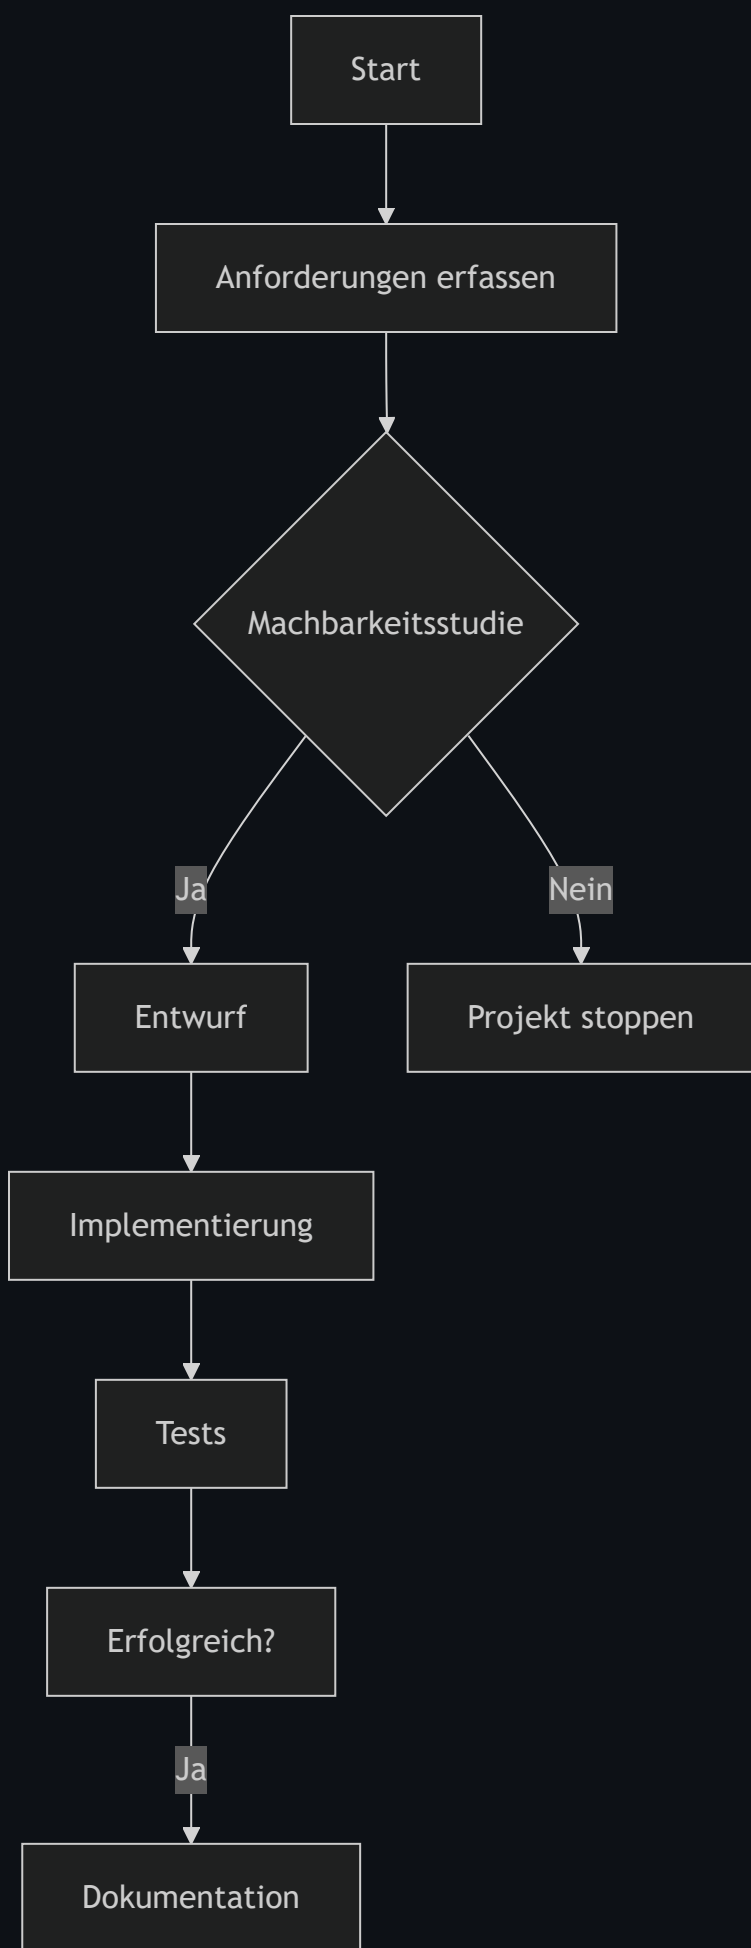 Start
Anforderungen erfassen
Machbarkeitsstudie
Ja
Nein
Entwurf
Projekt stoppen
Implementierung
Tests
Erfolgreich?
Ja
Dokumentation